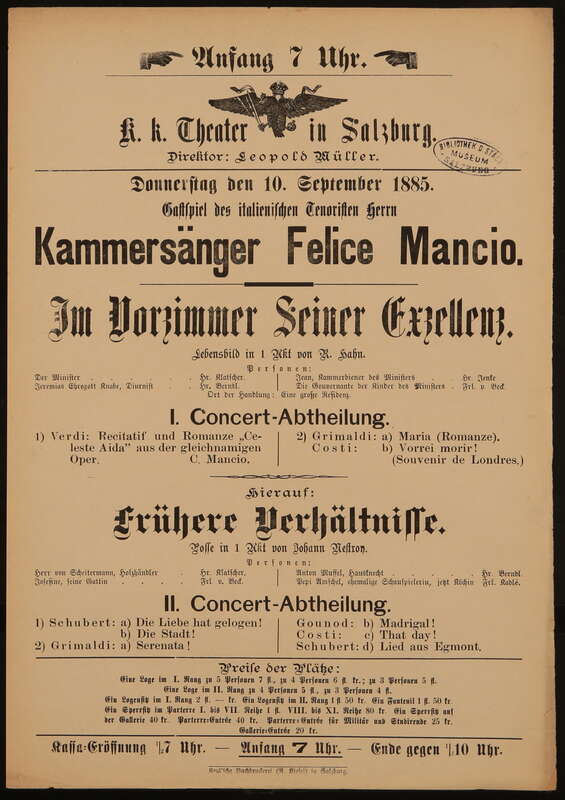 Anfang 7 Uhr.
K. k. Theater in Salzburg.
Direktor: Leopold Müller.
BIBLIOTHEK D. STÄDT.
MUSEUM
SALZBURG
Donnerstag den 10. September 1885.
Gastspiel des italienischen Tenoristen Herrn
Kammersänger Felice Mancio.
Im Vorzimmer Seiner Exzellenz.
Lebensbild in 1 Akt von R. Hahn.
Personen:
Der Minister . . . . . . Hr. Klatscher.
Jeremias Ehregott Knabe, Diurnist . . . Hr. Berndl.
Jean, Kammerdiener des Ministers . Hr. Jenke
Die Gouvernante der Kinder des Ministers . Frl. v. Beck.
Ort der Handlung: Eine große Residenz.
I. Concert-Abtheilung.
1) Verdi: Recitatif und Romanze „Ce-
leste Aida" aus der gleichnamigen
Oper. C. Mancio.
2) Grimaldi: a) Maria (Romanze).
Costi: b) Vorrei morir!
(Souvenir de Londres.)
Hierauf:
Frühere Verhältnisse.
Posse in 1 Akt von Johann Nestroy.
Personen:
Herr von Scheitermann, Holzhändler . Hr. Klatscher.
Josefine, seine Gattin . . . . . Frl. v. Beck.
Anton Muffel, Hausknecht . . . . Hr. Berndl.
Pepi Amschel, ehemalige Schauspielerin, jetzt Köchin Frl. Kadls.
II. Concert-Abtheilung.
1) Schubert: a) Die Liebe hat gelogen!
b) Die Stadt!
2) Grimaldi: a) Serenata!
Gounod: b) Madrigal!
Costi: c) That day!
Schubert: d) Lied aus Egmont.
Preise der Plätze:
Eine Loge im I. Rang zu 5 Personen 7 fl., zu 4 Personen 6 fl. kr.; zu 3 Personen 5 fl.
Eine Loge im II. Rang zu 4 Personen 5 fl., zu 3 Personen 4 fl.
Ein Logensitz im I. Rang 2 fl. — kr. Ein Logensitz im II. Rang 1 fl 50 kr. Ein Fauteuil 1 fl. 50 kr
Ein Sperrsitz im Parterre I. bis VII Reihe 1 fl. VIII. bis XI. Reihe 80 kr. Ein Sperrsitz auf
der Gallerie 40 kr. Parterre-Entrée 40 kr. Parterre-Entrée für Militär und Studirende 25 kr.
Gallerie-Entrée 20 kr.
Kassa-Eröffnung ½7 Uhr. — Anfang 7 Uhr. — Ende gegen ½10 Uhr.